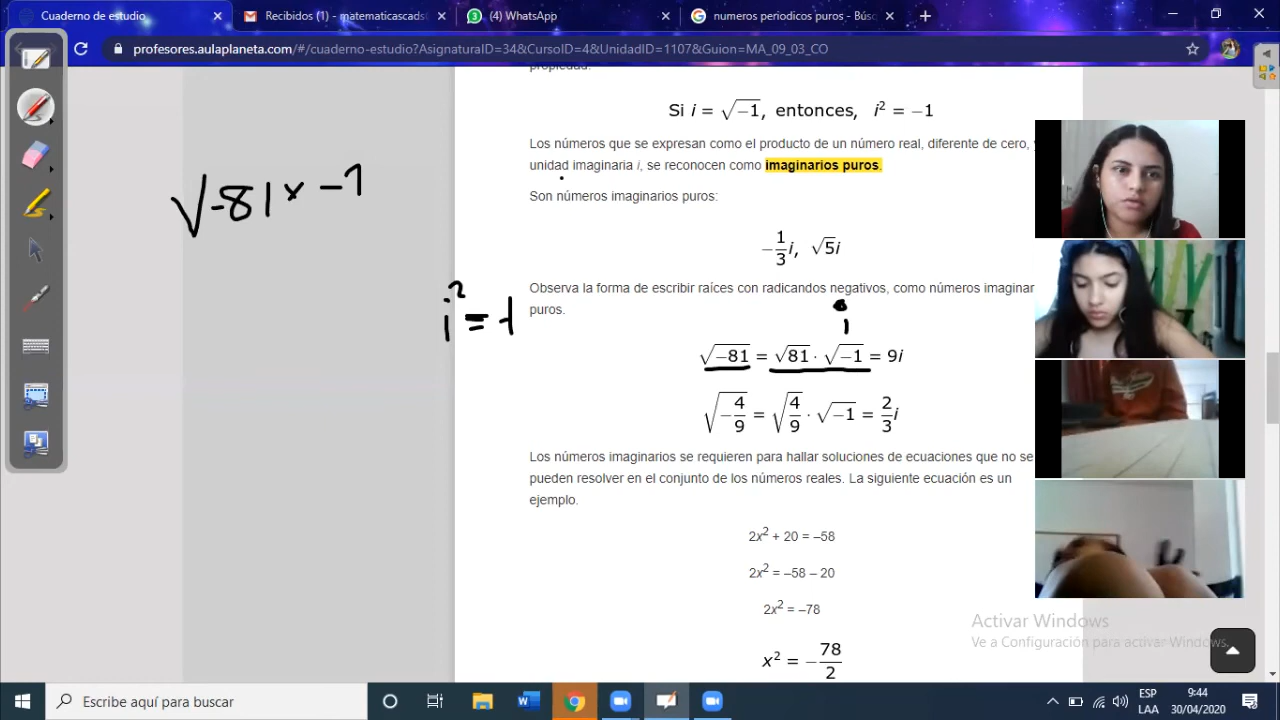 Cuaderno de estudio
Recibidos (1) - matematicascads
(4) WhatsApp
numeros periodicos puros - Bús
profesores.aulaplaneta.com/#/cuaderno-estudio?AsignaturaID=34&CursoID=4&UnidadID=1107&Guion=MA_09_03_CO
propiedad.
Si i = √−1, entonces, i² = −1
Los números que se expresan como el producto de un número real, diferente de cero,
unidad imaginaria i, se reconocen como imaginarios puros.
√-81 x -1
Son números imaginarios puros:
−1/3 i, √5i
Observa la forma de escribir raíces con radicandos negativos, como números imaginar
puros.
i² = -1
i
√−81 = √81 · √−1 = 9i
√−4/9 = √4/9 · √−1 = 2/3 i
Los números imaginarios se requieren para hallar soluciones de ecuaciones que no se
pueden resolver en el conjunto de los números reales. La siguiente ecuación es un
ejemplo.
2x² + 20 = −58
2x² = −58 − 20
2x² = −78
x² = −78/2
Activar Windows
Ve a Configuración para activar Windows.
Escribe aquí para buscar
ESP
LAA
9:44
30/04/2020